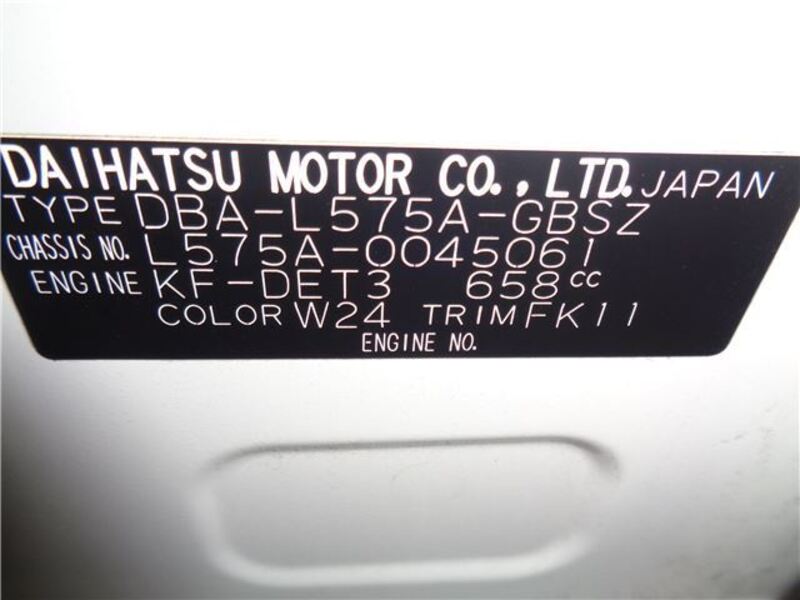 DAIHATSU MOTOR CO., LTD. JAPAN
TYPE DBA-L575A-GBSZ
CHASSIS NO. L575A-0045061
ENGINE KF-DET3 658cc
COLOR W24 TRIM FK11
ENGINE NO.